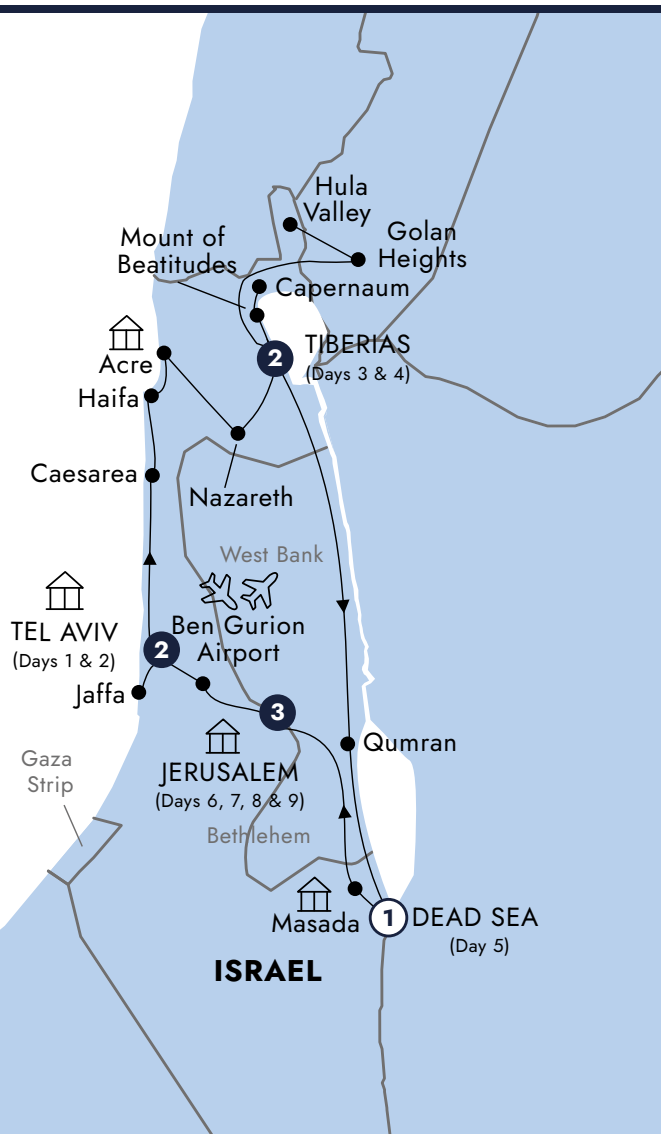 Hula
Valley
Golan
Heights
Mount of
Beatitudes
Capernaum
TIBERIAS
2
(Days 3 & 4)
Acre
Haifa
Caesarea
Nazareth
West Bank
TEL AVIV
(Days 1 & 2)
Ben Gurion
Airport
2
Jaffa
3
Qumran
Gaza
Strip
JERUSALEM
(Days 6, 7, 8 & 9)
Bethlehem
Masada
1
DEAD SEA
(Day 5)
ISRAEL